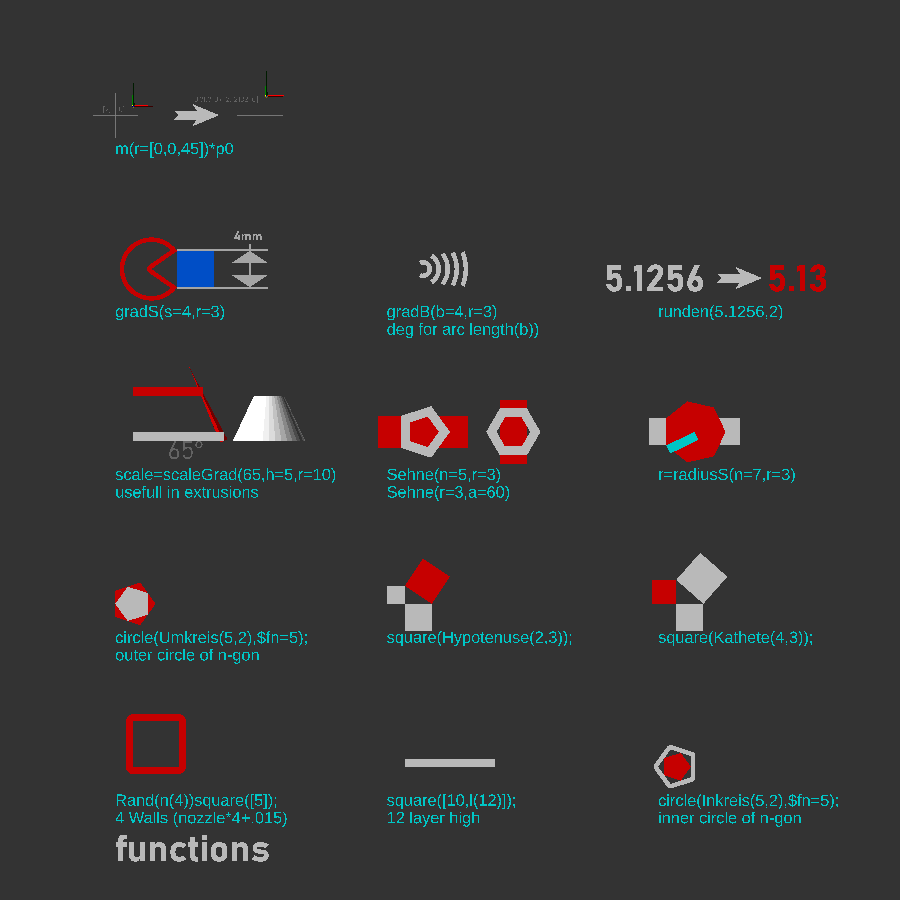 m(r=[0,0,45])*p0
4mm
gradS(s=4,r=3)
gradB(b=4,r=3)
deg for arc length(b))
5.1256 5.13
runden(5.1256,2)
65°
scale=scaleGrad(65,h=5,r=10)
usefull in extrusions
Sehne(n=5,r=3)
Sehne(r=3,a=60)
r=radiusS(n=7,r=3)
circle(Umkreis(5,2),$fn=5);
outer circle of n-gon
square(Hypotenuse(2,3));
square(Kathete(4,3));
Rand(n(4))square([5]);
4 Walls (nozzle*4+.015)
square([10,l(12)]);
12 layer high
circle(Inkreis(5,2),$fn=5);
inner circle of n-gon
functions